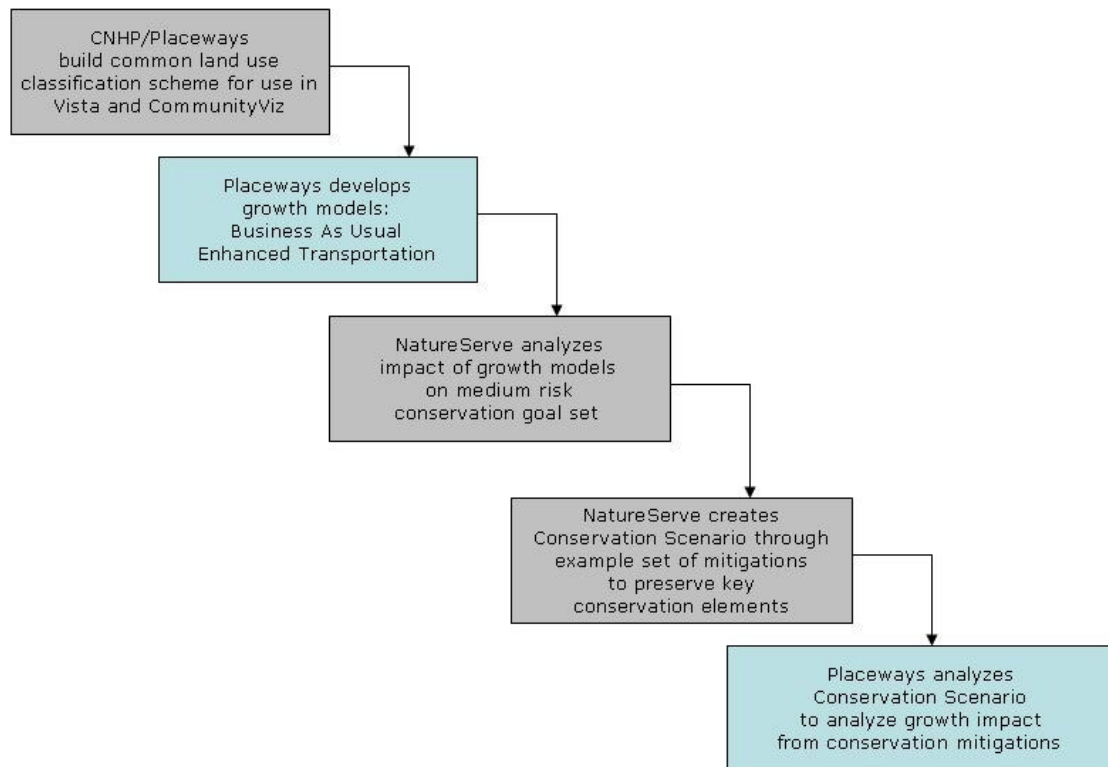 CNHP/Placeways
build common land use
classification scheme for use in
Vista and CommunityViz
Placeways develops
growth models:
Business As Usual
Enhanced Transportation
NatureServe analyzes
impact of growth models
on medium risk
conservation goal set
NatureServe creates
Conservation Scenario through
example set of mitigations
to preserve key
conservation elements
Placeways analyzes
Conservation Scenario
to analyze growth impact
from conservation mitigations